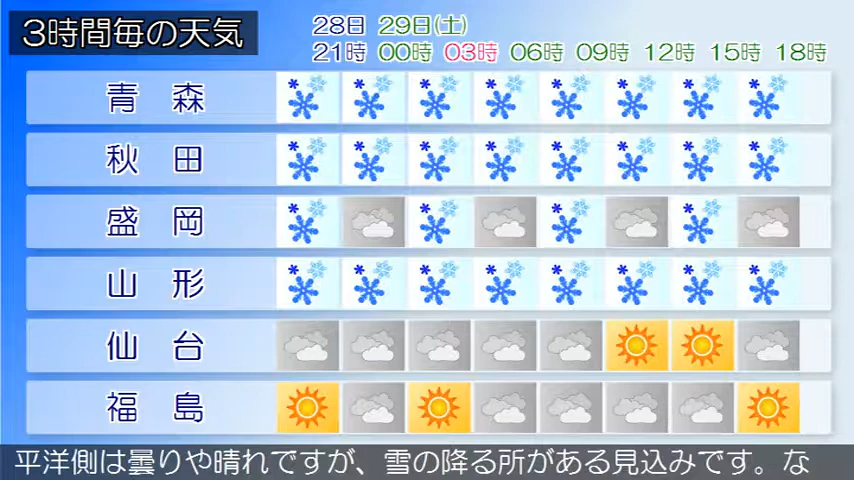 3時間毎の天気
28日 29日(土)
21時 00時 03時 06時 09時 12時 15時 18時
青 森
秋 田
盛 岡
山 形
仙 台
福 島
平洋側は曇りや晴れですが、雪の降る所がある見込みです。な